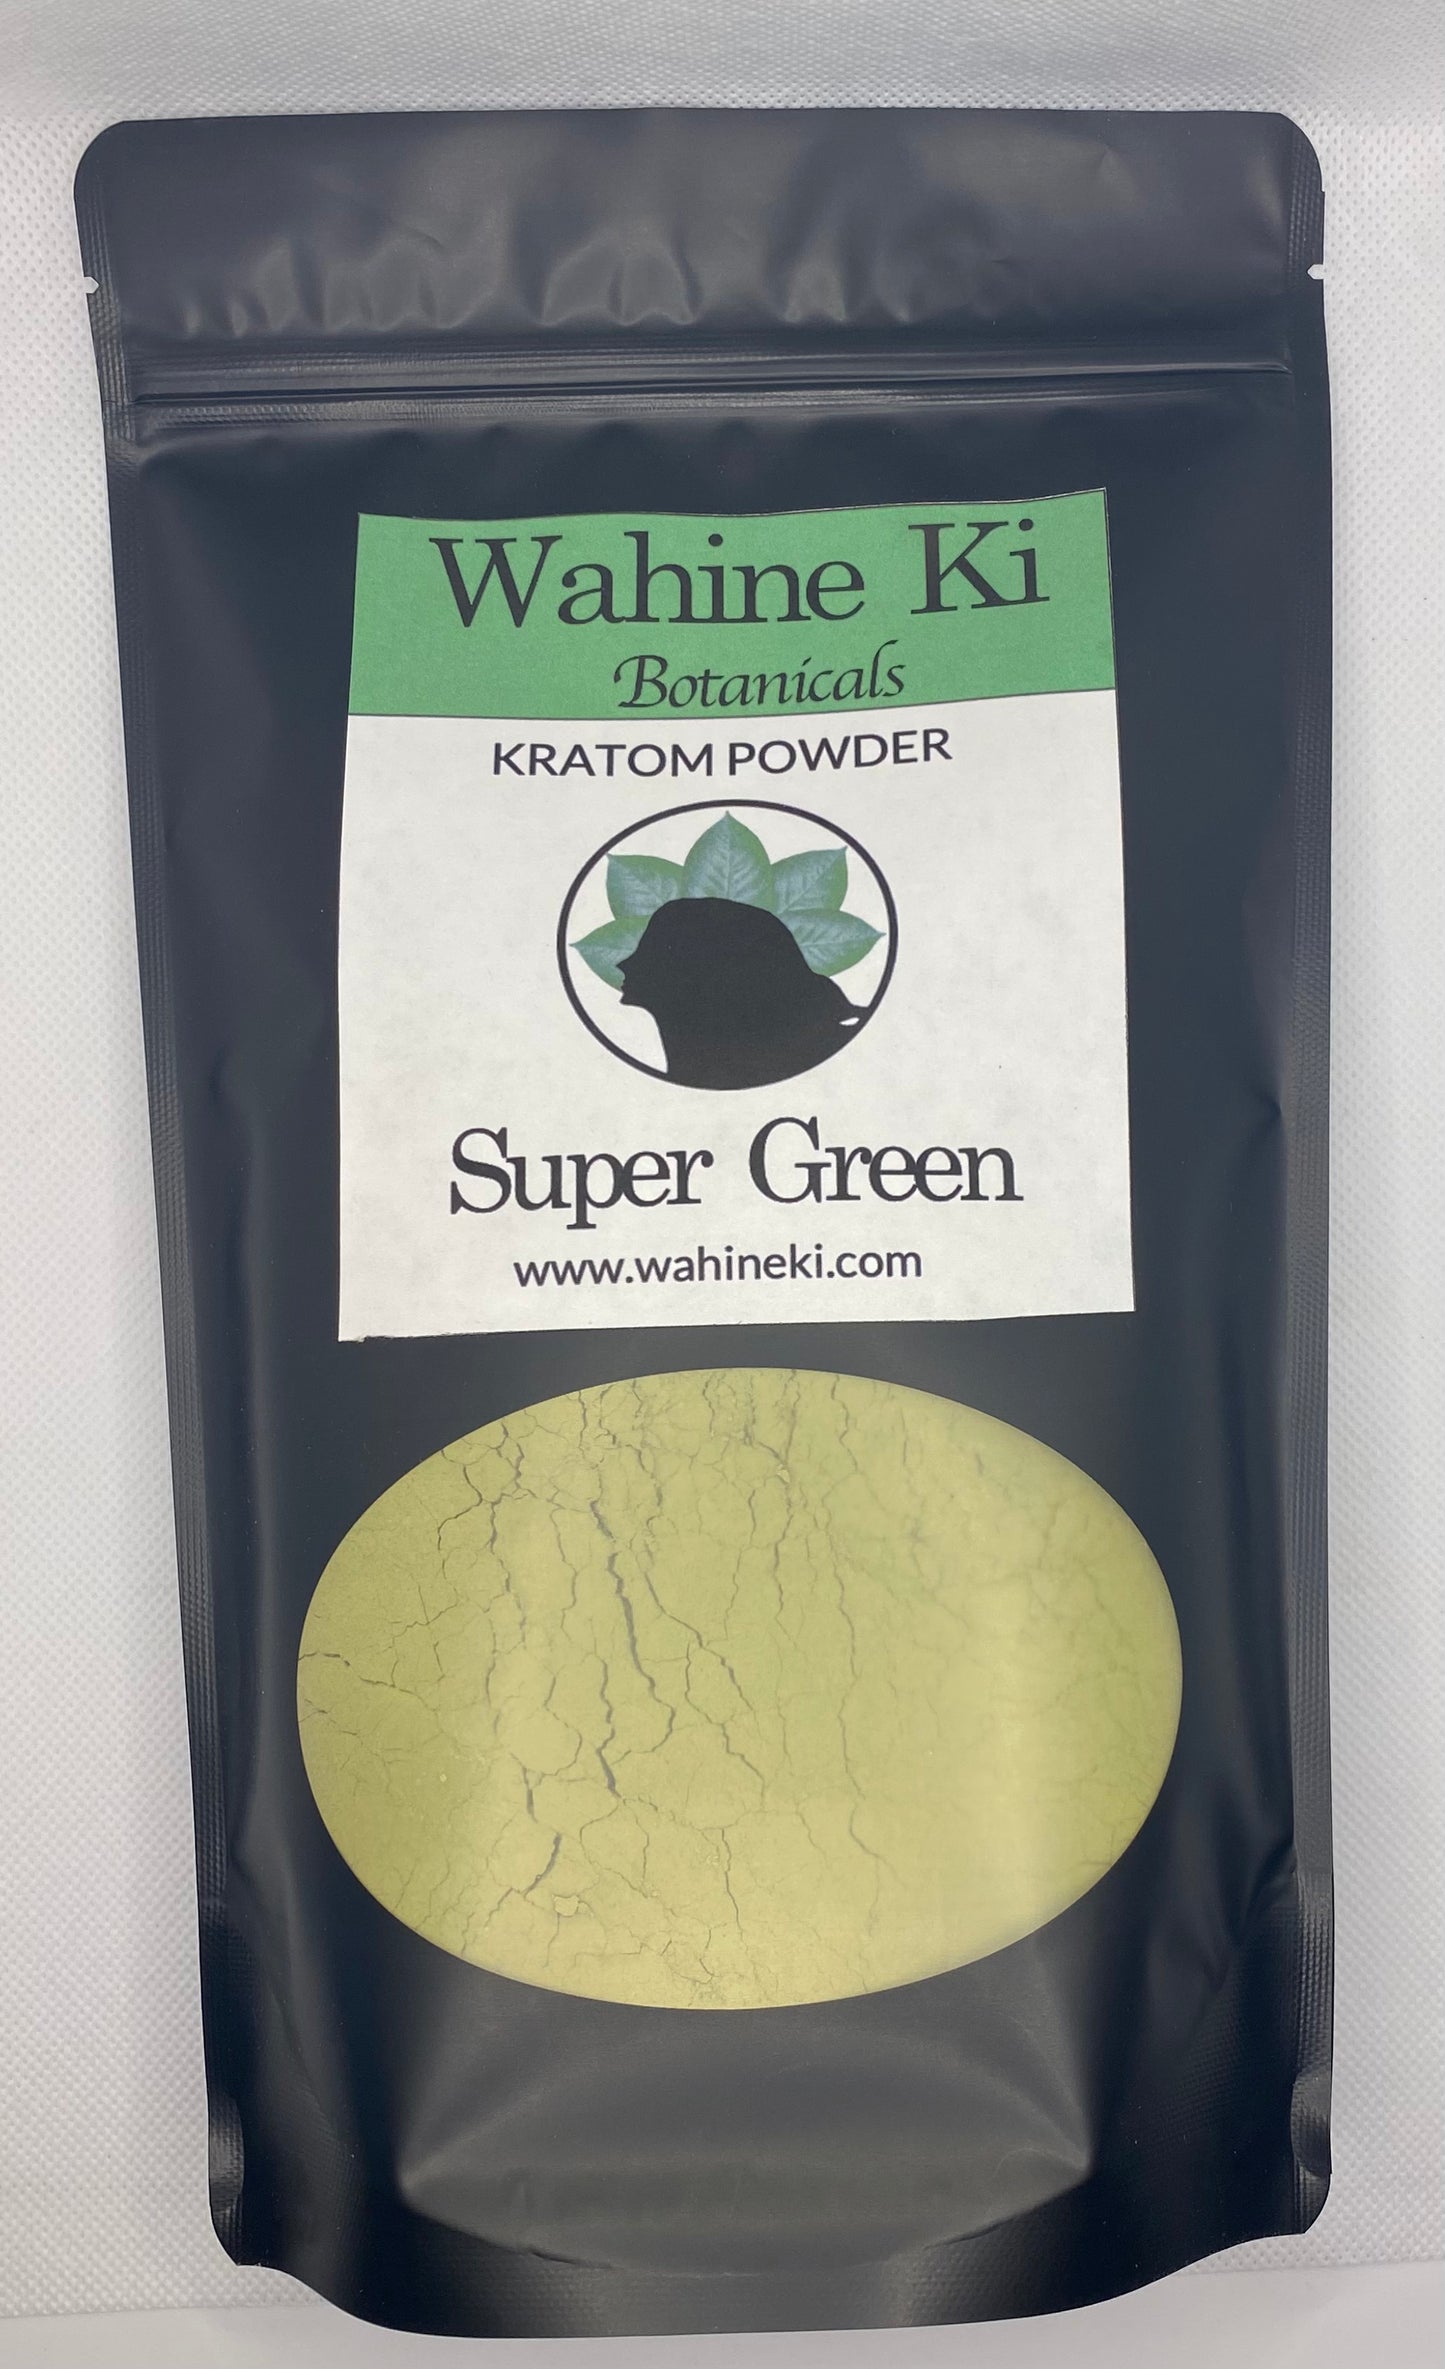 Wahine Ki
Botanicals
KRATOM POWDER
Super Green
www.wahineki.com